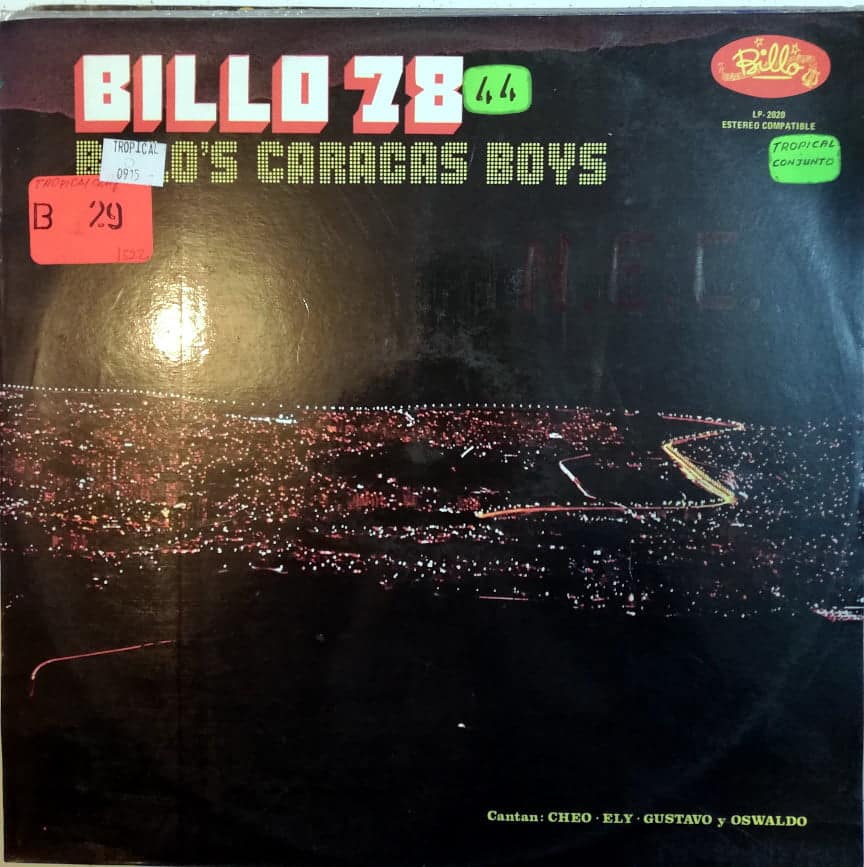 BILLO 78
44
Billo
LP-2020
ESTEREO COMPATIBLE
BILLO'S CARACAS BOYS
TROPICAL
0915
TROPICAL
CONJUNTO
B 29
N.E.C.
Cantan: CHEO · ELY · GUSTAVO y OSWALDO